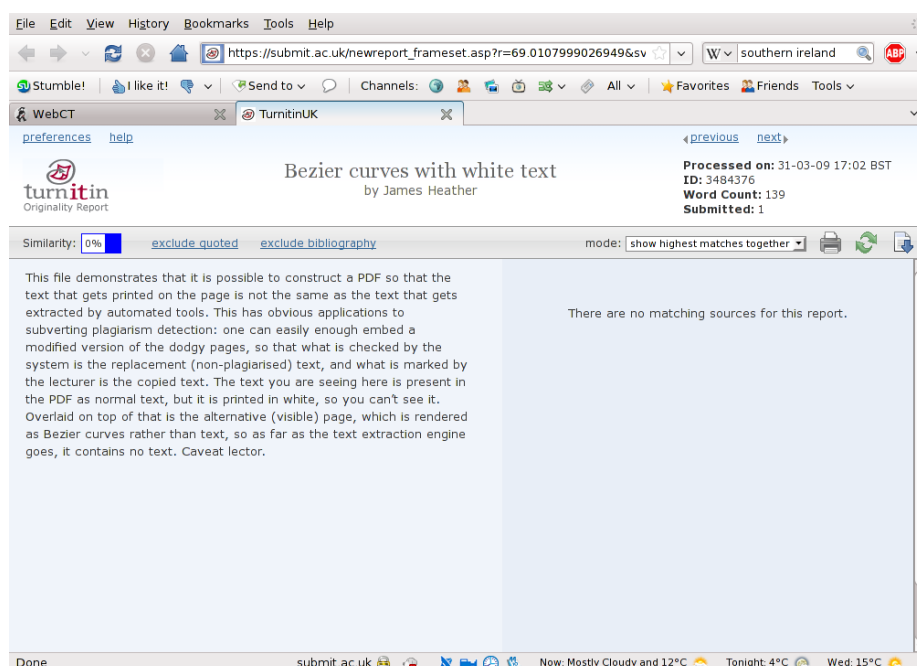 File Edit View History Bookmarks Tools Help
https://submit.ac.uk/newreport_frameset.asp?r=69.0107999026949&sv W southern ireland ABP
Stumble! I like it! Send to Channels: All Favorites Friends Tools
WebCT TurnitinUK
preferences help previous next
turnitin
Originality Report
Bezier curves with white text
by James Heather
Processed on: 31-03-09 17:02 BST
ID: 3484376
Word Count: 139
Submitted: 1
Similarity: 0% exclude quoted exclude bibliography mode: show highest matches together
This file demonstrates that it is possible to construct a PDF so that the
text that gets printed on the page is not the same as the text that gets
extracted by automated tools. This has obvious applications to
subverting plagiarism detection: one can easily enough embed a
modified version of the dodgy pages, so that what is checked by the
system is the replacement (non-plagiarised) text, and what is marked by
the lecturer is the copied text. The text you are seeing here is present in
the PDF as normal text, but it is printed in white, so you can't see it.
Overlaid on top of that is the alternative (visible) page, which is rendered
as Bezier curves rather than text, so as far as the text extraction engine
goes, it contains no text. Caveat lector.
There are no matching sources for this report.
Done submit.ac.uk Now: Mostly Cloudy and 12°C Tonight: 4°C Wed: 15°C